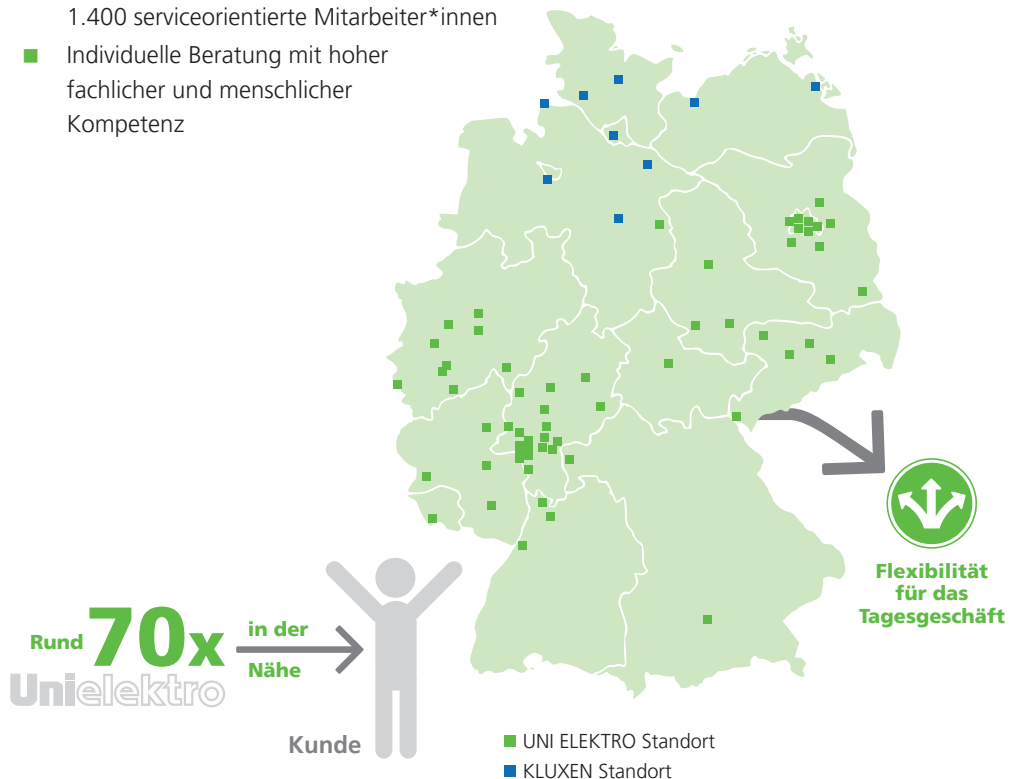 1.400 serviceorientierte Mitarbeiter*innen
Individuelle Beratung mit hoher
fachlicher und menschlicher
Kompetenz
Flexibilität
für das
Tagesgeschäft
Rund 70x in der
Nähe
Unielektro
Kunde
UNI ELEKTRO Standort
KLUXEN Standort